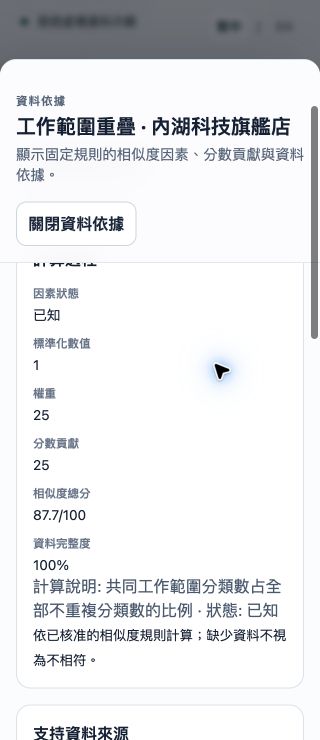 資料依據
工作範圍重疊 · 內湖科技旗艦店
顯示固定規則的相似度因素、分數貢獻與資料
依據。
關閉資料依據
因素狀態
已知
標準化數值
1
權重
25
分數貢獻
25
相似度總分
87.7/100
資料完整度
100%
計算說明: 共同工作範圍分類數占全
部不重複分類數的比例 · 狀態: 已知
依已核准的相似度規則計算；缺少資料不視
為不相符。
支持資料來源